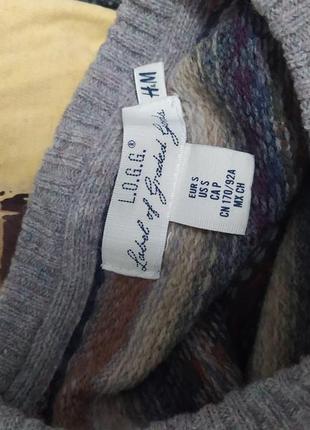 H&M
L.O.G.G.®
Label of Graded Goods
EUR S
US S
CA P
CN 170/92A
MX CH